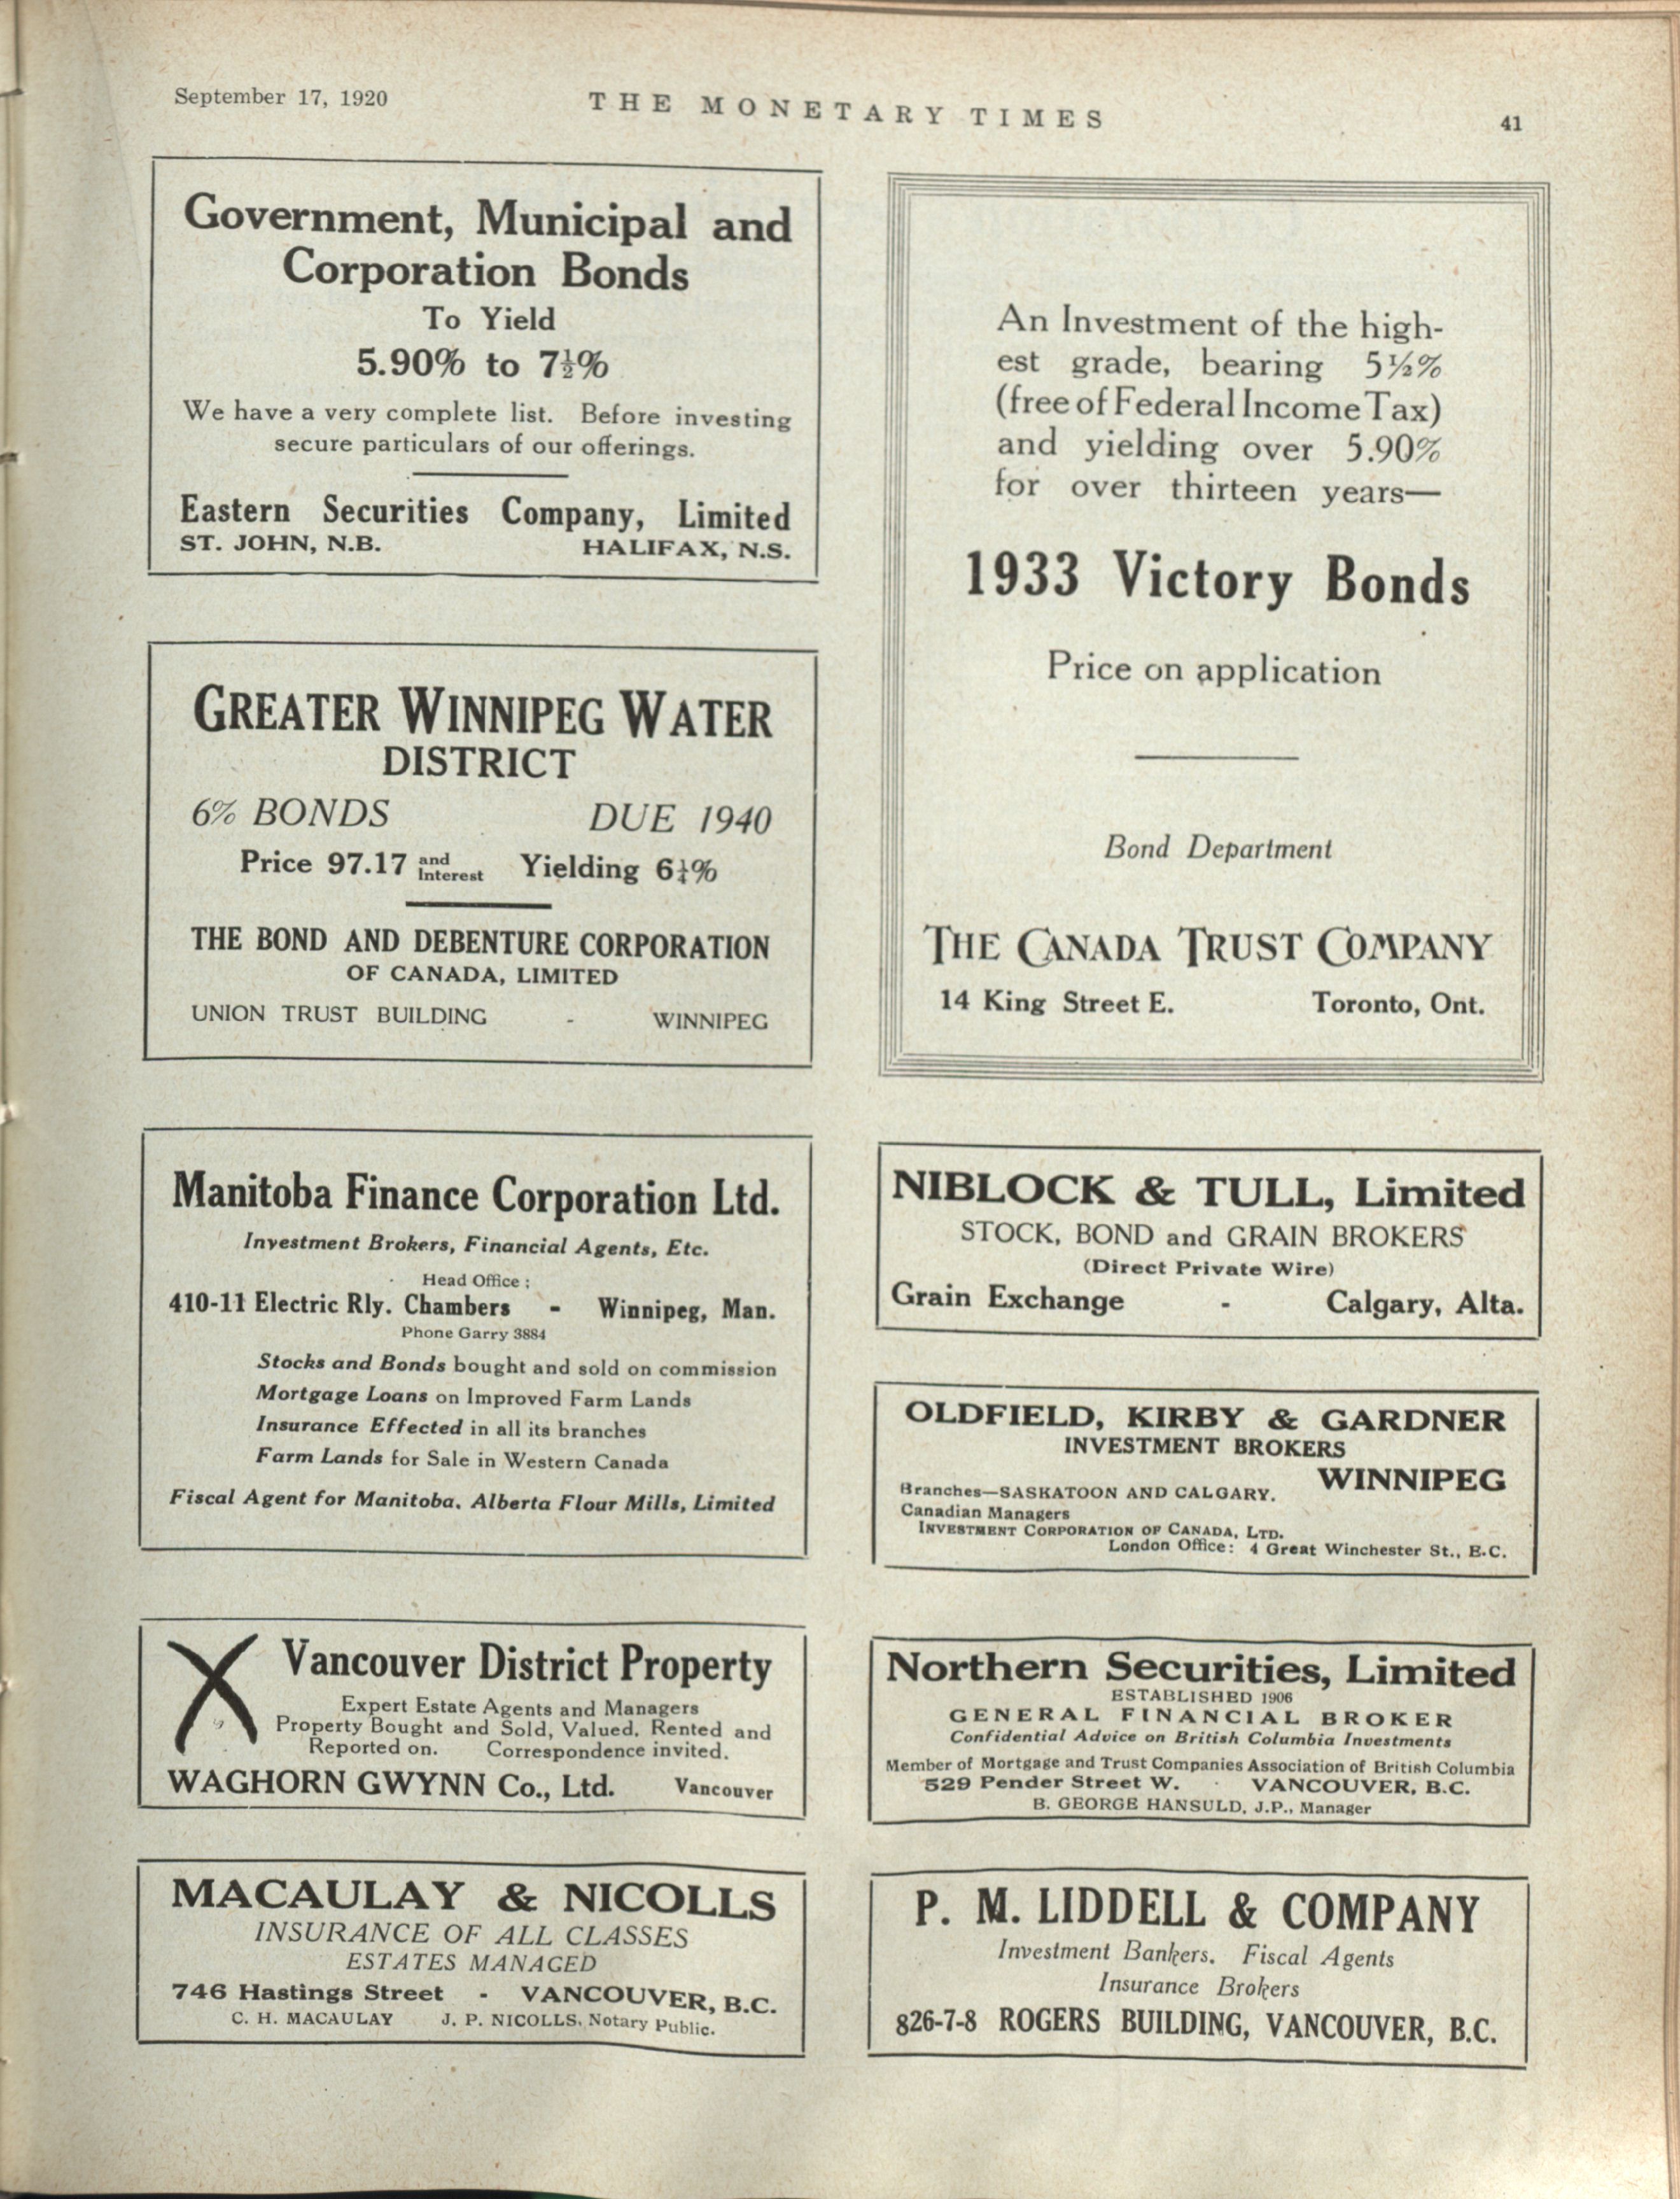 September 17, 1920
THE MONETARY TIMES
41
Government, Municipal and
Corporation Bonds
To Yield
5.90% to 7½%
We have a very complete list. Before investing
secure particulars of our offerings.
Eastern Securities Company, Limited
ST. JOHN, N.B. HALIFAX, N.S.
GREATER WINNIPEG WATER
DISTRICT
6% BONDS DUE 1940
Price 97.17 and Interest Yielding 6¼%
THE BOND AND DEBENTURE CORPORATION
OF CANADA, LIMITED
UNION TRUST BUILDING - WINNIPEG
Manitoba Finance Corporation Ltd.
Investment Brokers, Financial Agents, Etc.
Head Office :
410-11 Electric Rly. Chambers - Winnipeg, Man.
Phone Garry 3884
Stocks and Bonds bought and sold on commission
Mortgage Loans on Improved Farm Lands
Insurance Effected in all its branches
Farm Lands for Sale in Western Canada
Fiscal Agent for Manitoba, Alberta Flour Mills, Limited
Vancouver District Property
Expert Estate Agents and Managers
Property Bought and Sold, Valued, Rented and
Reported on. Correspondence invited.
WAGHORN GWYNN Co., Ltd. Vancouver
MACAULAY & NICOLLS
INSURANCE OF ALL CLASSES
ESTATES MANAGED
746 Hastings Street - VANCOUVER, B.C.
C. H. MACAULAY J. P. NICOLLS, Notary Public.
An Investment of the high-
est grade, bearing 5½%
(free of Federal Income Tax)
and yielding over 5.90%
for over thirteen years—
1933 Victory Bonds
Price on application
Bond Department
THE CANADA TRUST COMPANY
14 King Street E. Toronto, Ont.
NIBLOCK & TULL, Limited
STOCK, BOND and GRAIN BROKERS
(Direct Private Wire)
Grain Exchange - Calgary, Alta.
OLDFIELD, KIRBY & GARDNER
INVESTMENT BROKERS
WINNIPEG
Branches—SASKATOON AND CALGARY.
Canadian Managers
INVESTMENT CORPORATION OF CANADA, LTD.
London Office: 4 Great Winchester St., E.C.
Northern Securities, Limited
ESTABLISHED 1906
GENERAL FINANCIAL BROKER
Confidential Advice on British Columbia Investments
Member of Mortgage and Trust Companies Association of British Columbia
529 Pender Street W. VANCOUVER, B.C.
B. GEORGE HANSULD, J.P., Manager
P. M. LIDDELL & COMPANY
Investment Bankers. Fiscal Agents
Insurance Brokers
826-7-8 ROGERS BUILDING, VANCOUVER, B.C.